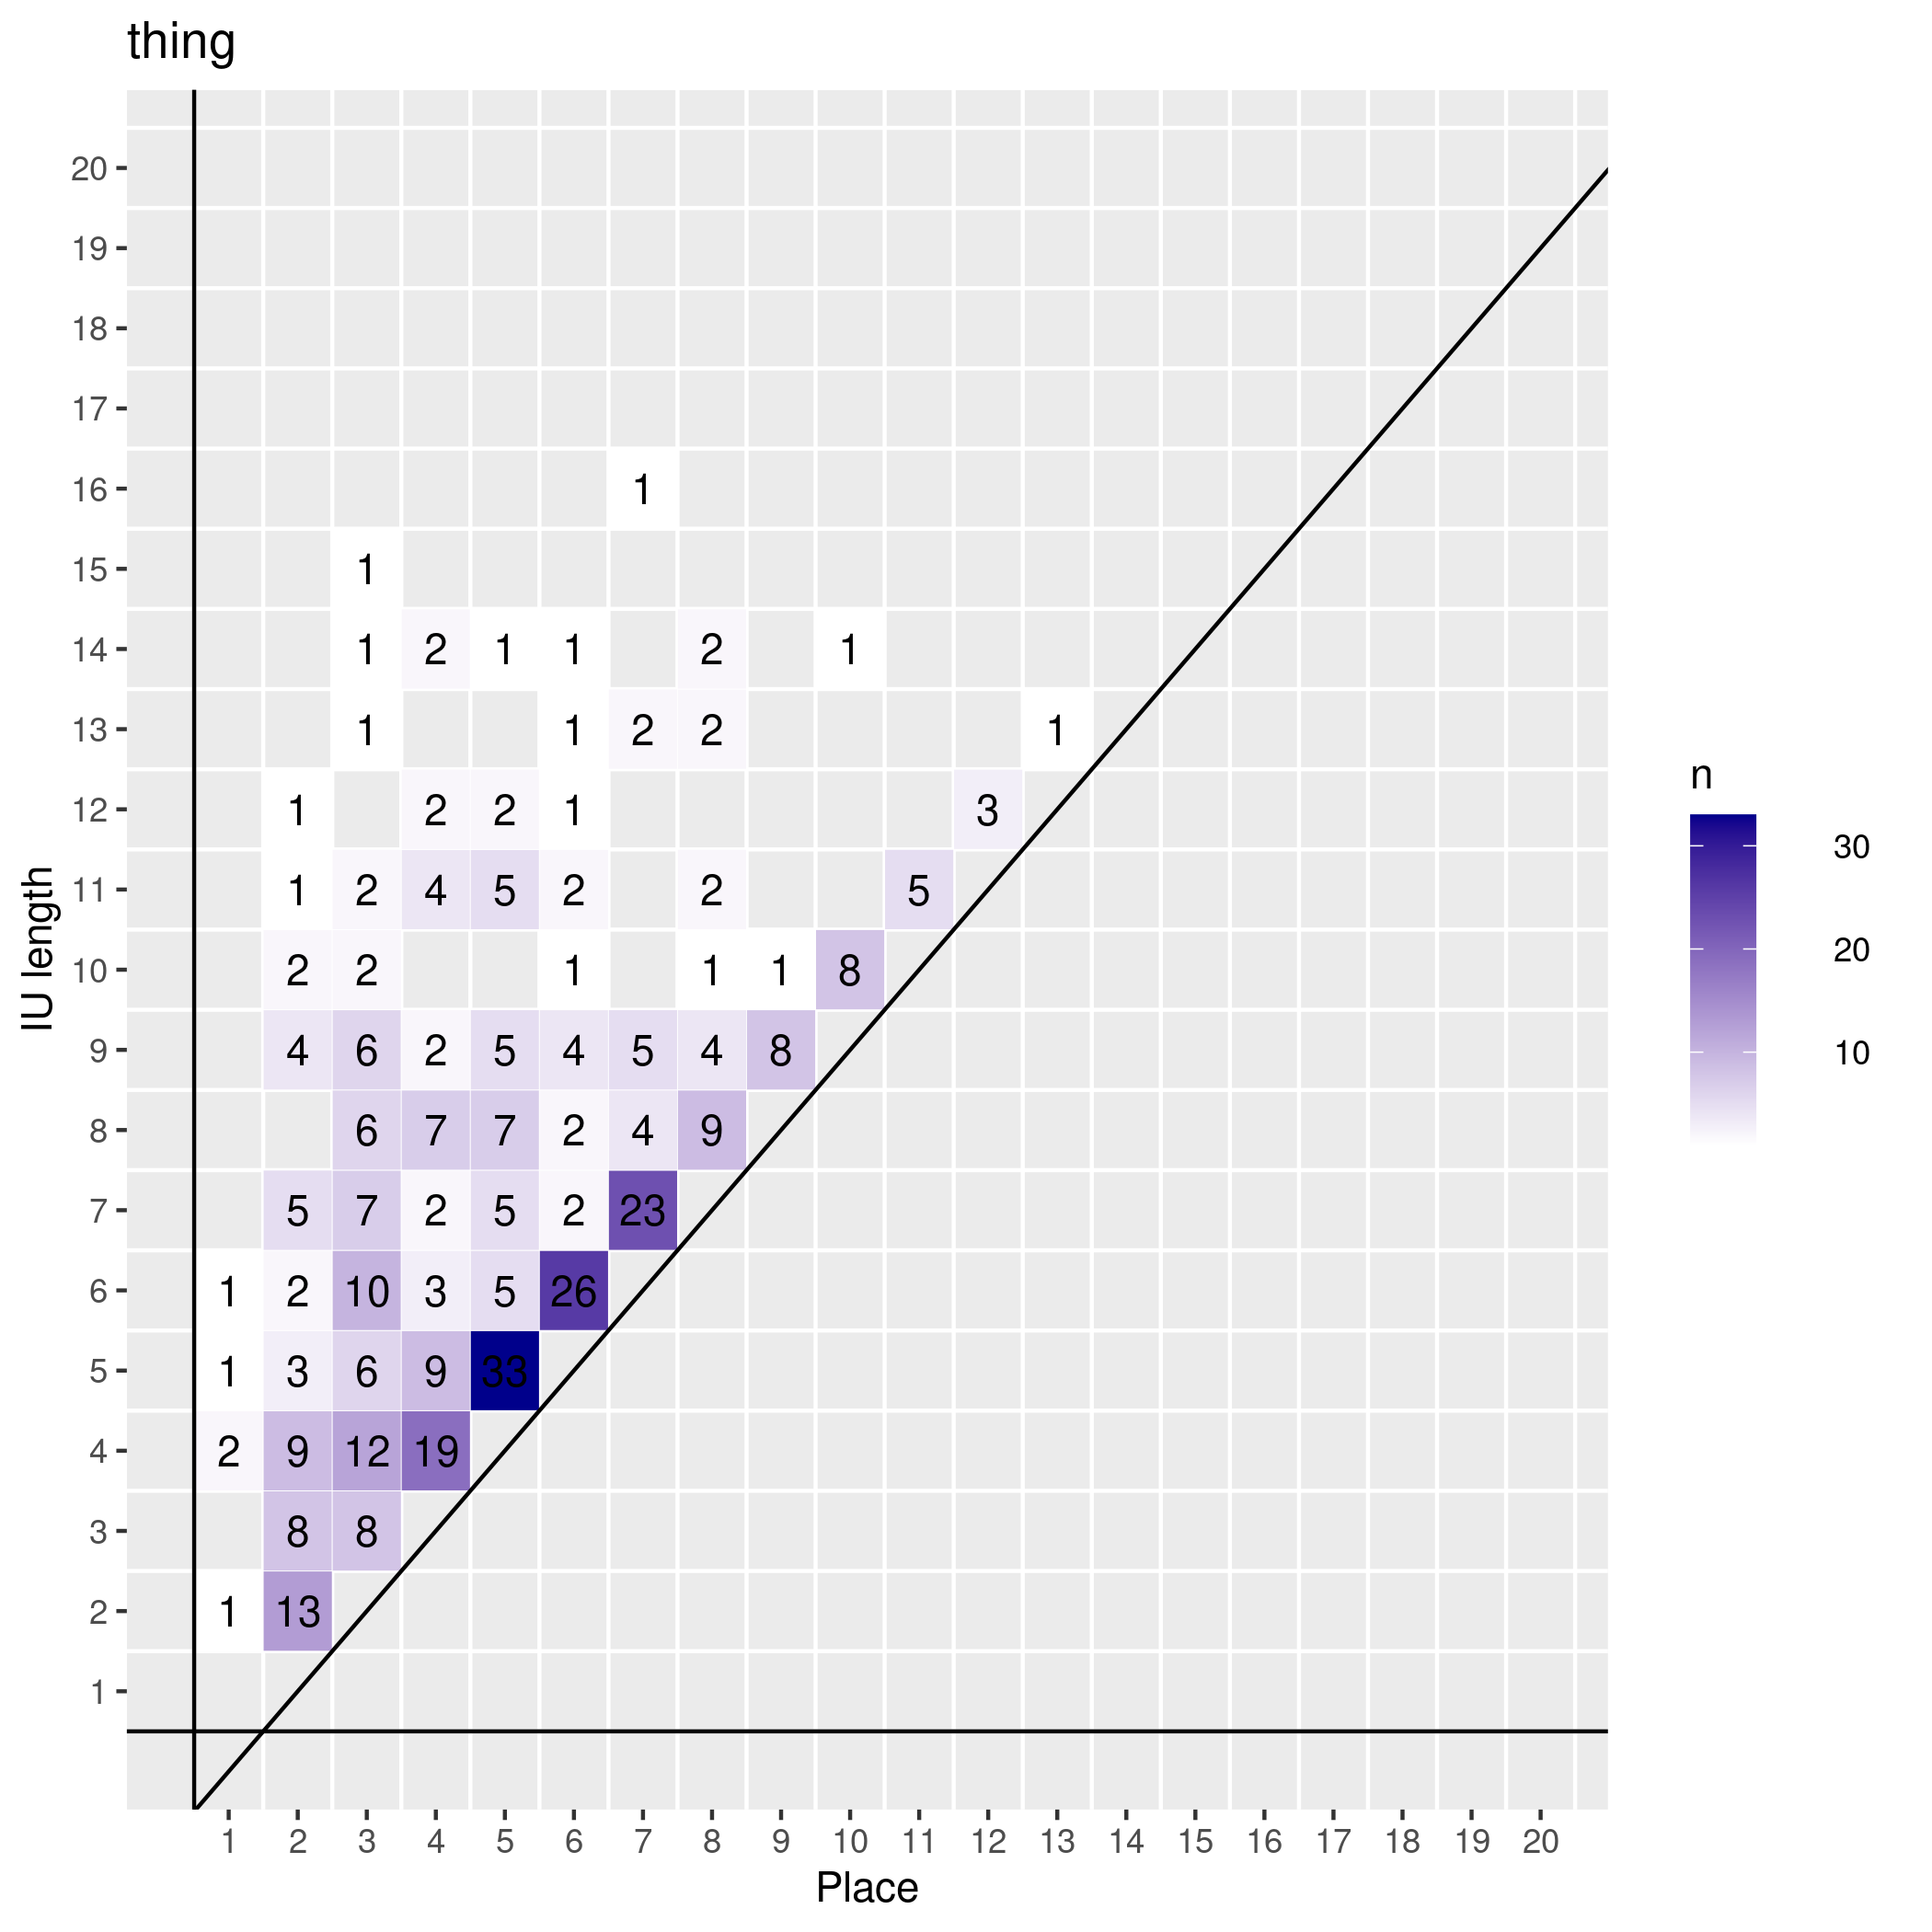 thing
20
19
18
17
16 1
15 1
14 1 2 1 1 2 1
13 1 1 2 2 1
12 1 2 2 1 3
11 1 2 4 5 2 2 5
10 2 2 1 1 1 8
9 4 6 2 5 4 5 4 8
8 6 7 7 2 4 9
7 5 7 2 5 2 23
6 1 2 10 3 5 26
5 1 3 6 9 33
4 2 9 12 19
3 8 8
2 1 13
1
1 2 3 4 5 6 7 8 9 10 11 12 13 14 15 16 17 18 19 20
Place
IU length
n
30
20
10